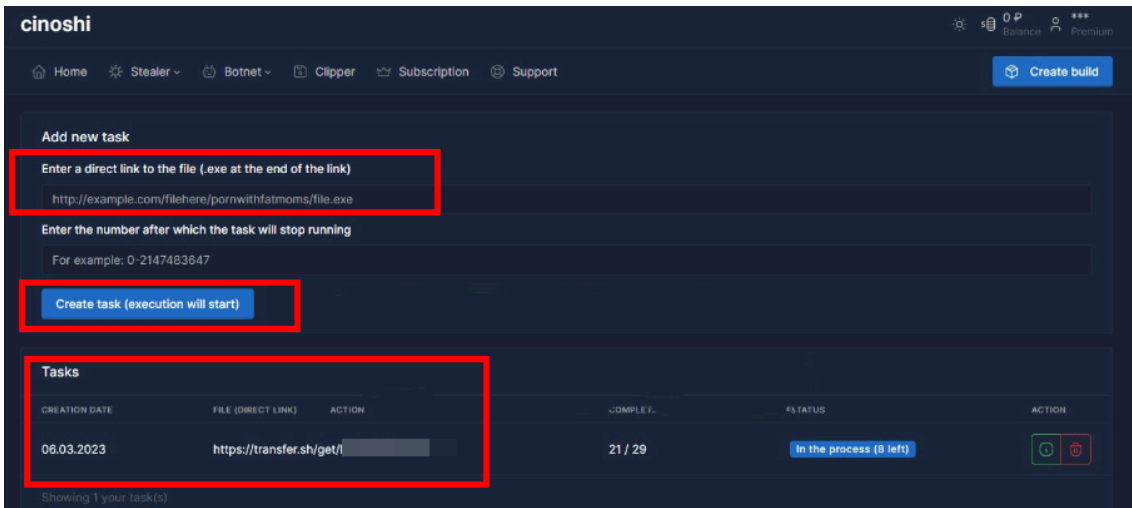 cinoshi
0 ₽ ***
Balance Premium
Home Stealer Botnet Clipper Subscription Support Create build
Add new task
Enter a direct link to the file (.exe at the end of the link)
http://example.com/filehere/pornwithfatmoms/file.exe
Enter the number after which the task will stop running
For example: 0-2147483647
Create task (execution will start)
Tasks
CREATION DATE FILE (DIRECT LINK) ACTION STATUS ACTION
06.03.2023 https://transfer.sh/get/ 21 / 29 In the process (8 left)
Showing 1 your task(s)